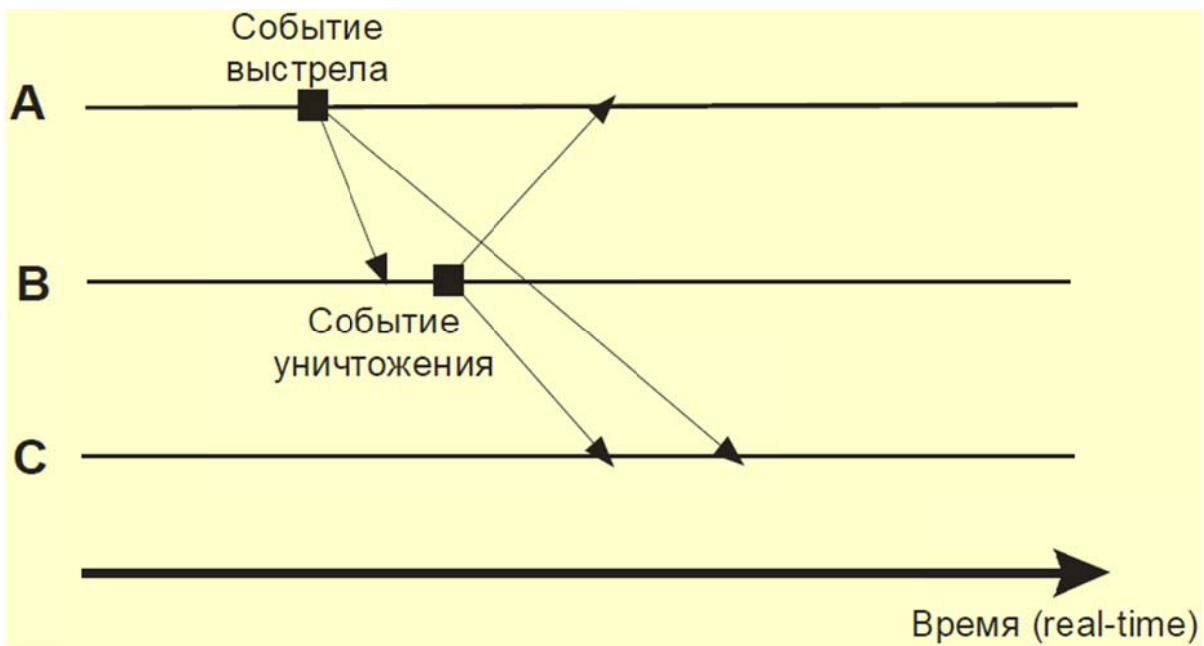 Событие
выстрела
A
B
Событие
уничтожения
C
Время (real-time)